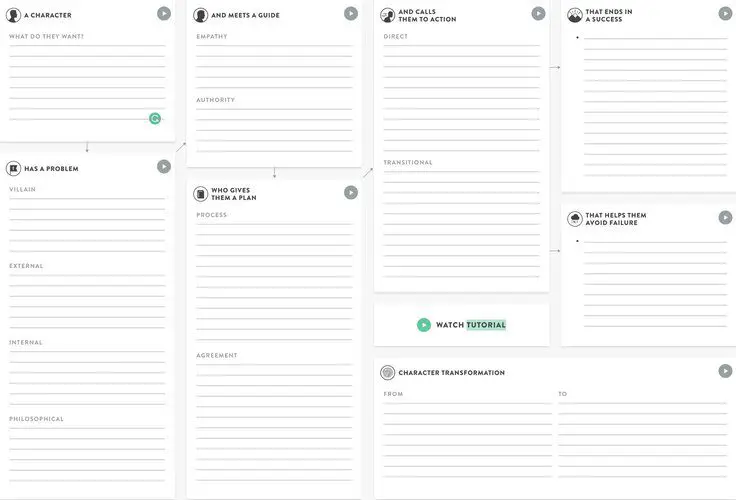 A CHARACTER
WHAT DO THEY WANT?
HAS A PROBLEM
VILLAIN
EXTERNAL
INTERNAL
PHILOSOPHICAL
AND MEETS A GUIDE
EMPATHY
AUTHORITY
WHO GIVES
THEM A PLAN
PROCESS
AGREEMENT
AND CALLS
THEM TO ACTION
DIRECT
TRANSITIONAL
THAT ENDS IN
A SUCCESS
THAT HELPS THEM
AVOID FAILURE
WATCH TUTORIAL
CHARACTER TRANSFORMATION
FROM
TO